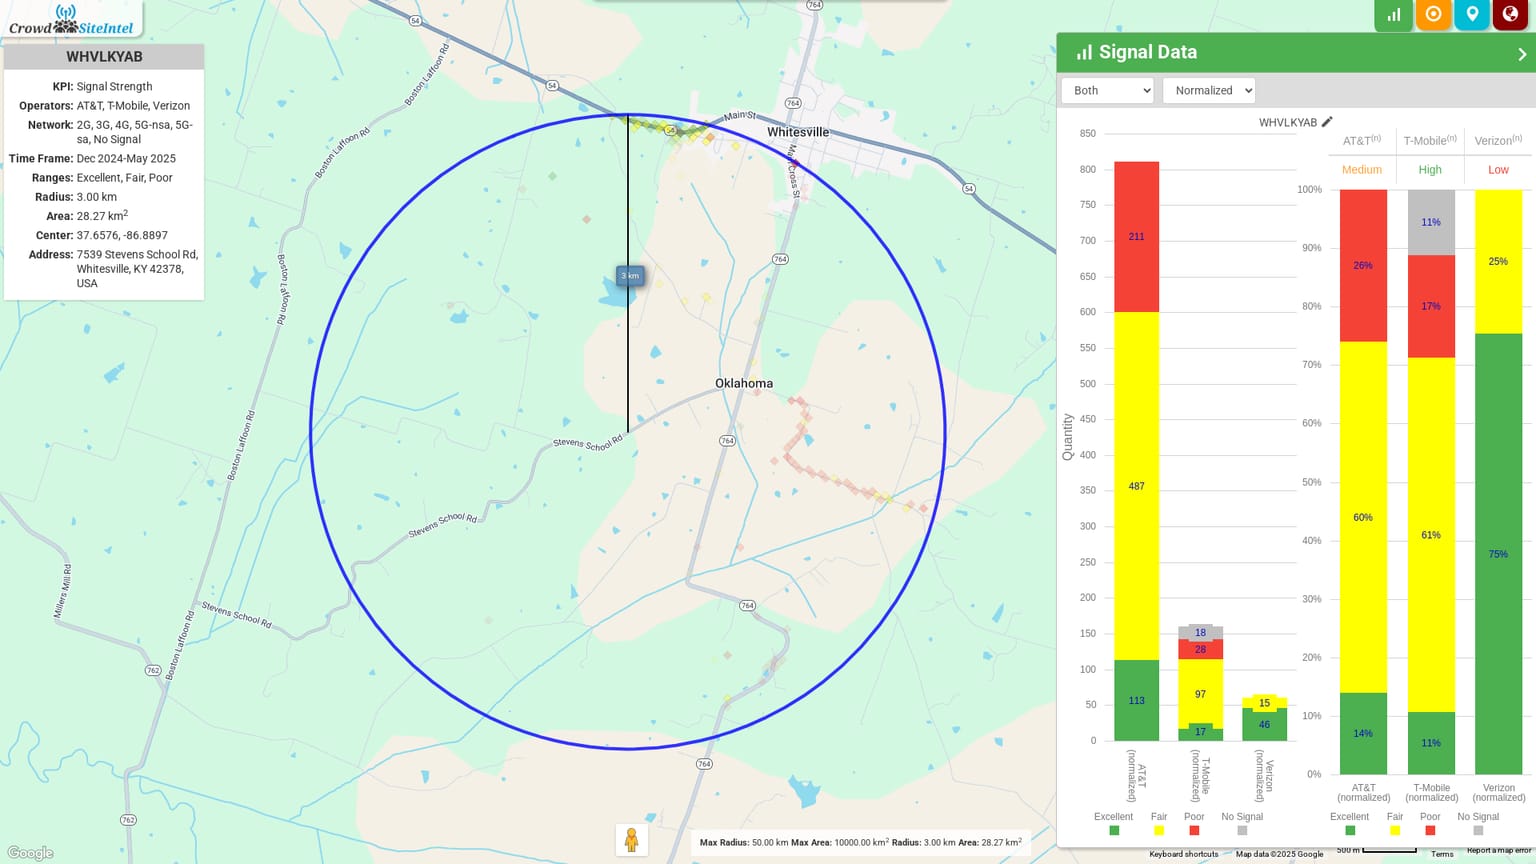 Crowd SiteIntel
WHVLKYAB
KPI: Signal Strength
Operators: AT&T, T-Mobile, Verizon
Network: 2G, 3G, 4G, 5G-nsa, 5G-
sa, No Signal
Time Frame: Dec 2024-May 2025
Ranges: Excellent, Fair, Poor
Radius: 3.00 km
Area: 28.27 km²
Center: 37.6576, -86.8897
Address: 7539 Stevens School Rd,
Whitesville, KY 42378,
USA
54
764
Boston Laffoon Rd
54
764
Main St
54
Whitesville
Boston Laffoon Rd
Main Cross St
54
764
Boston Laffoon Rd
3 km
Oklahoma
764
Stevens School Rd
Boston Laffoon Rd
Stevens School Rd
Millers Mill Rd
Stevens School Rd
764
Boston Laffoon Rd
762
764
762
Google
Max Radius: 50.00 km Max Area: 10000.00 km² Radius: 3.00 km Area: 28.27 km²
Signal Data
Both
Normalized
WHVLKYAB
AT&T(n)
T-Mobile(n)
Verizon(n)
Medium
High
Low
Quantity
850
800
750
700
650
600
550
500
450
400
350
300
250
200
150
100
50
0
211
487
113
18
28
97
17
15
46
AT&T
(normalized)
T-Mobile
(normalized)
Verizon
(normalized)
Excellent
Fair
Poor
No Signal
100%
90%
80%
70%
60%
50%
40%
30%
20%
10%
0%
26%
60%
14%
11%
17%
61%
11%
25%
75%
AT&T
(normalized)
T-Mobile
(normalized)
Verizon
(normalized)
Excellent
Fair
Poor
No Signal
Keyboard shortcuts
Map data ©2025 Google
500 m
Terms
Report a map error